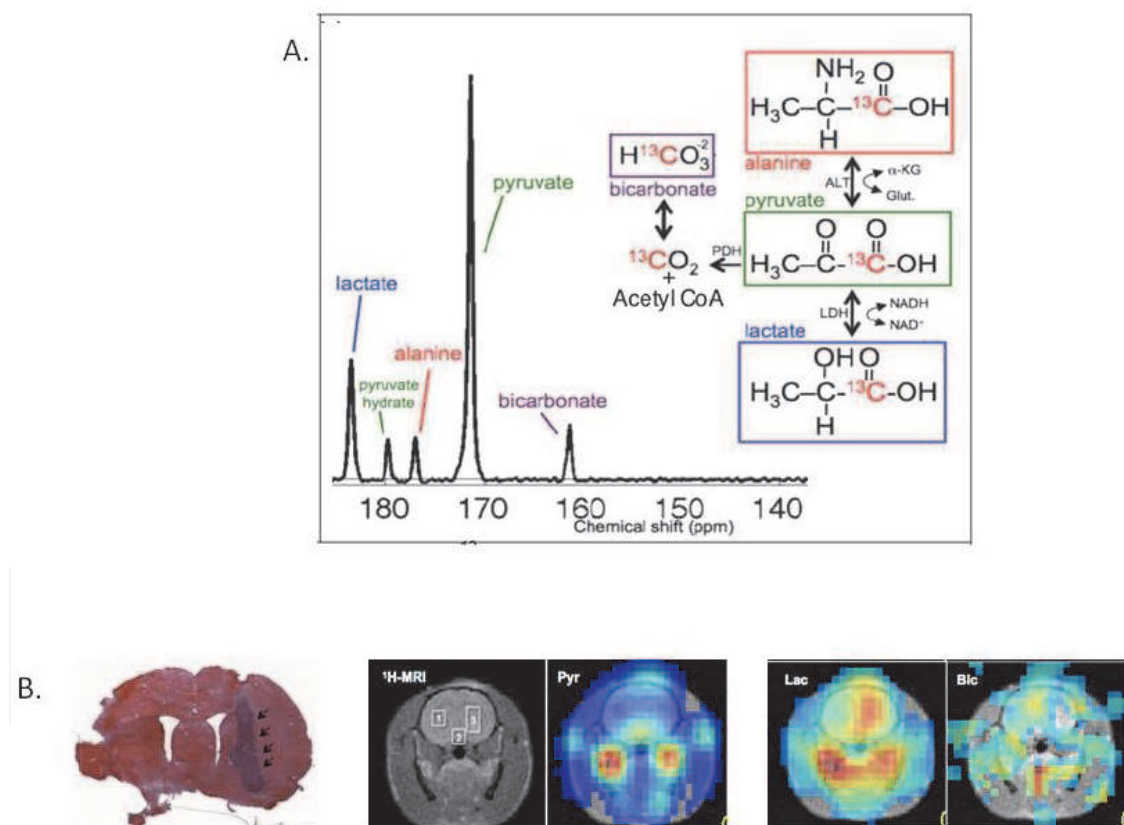 A.
NH₂ O
H₃C–C–¹³C–OH
H
alanine
H¹³CO₃⁻²
bicarbonate
ALT
α-KG
Glut.
pyruvate
O O
H₃C–C–¹³C–OH
¹³CO₂
+
Acetyl CoA
PDH
LDH
NADH
NAD⁺
lactate
OH O
H₃C–C–¹³C–OH
H
pyruvate
lactate
pyruvate
hydrate
alanine
bicarbonate
180 170 160 150 140
Chemical shift (ppm)
B.
¹H-MRI
1
2
3
Pyr
Lac
Bic